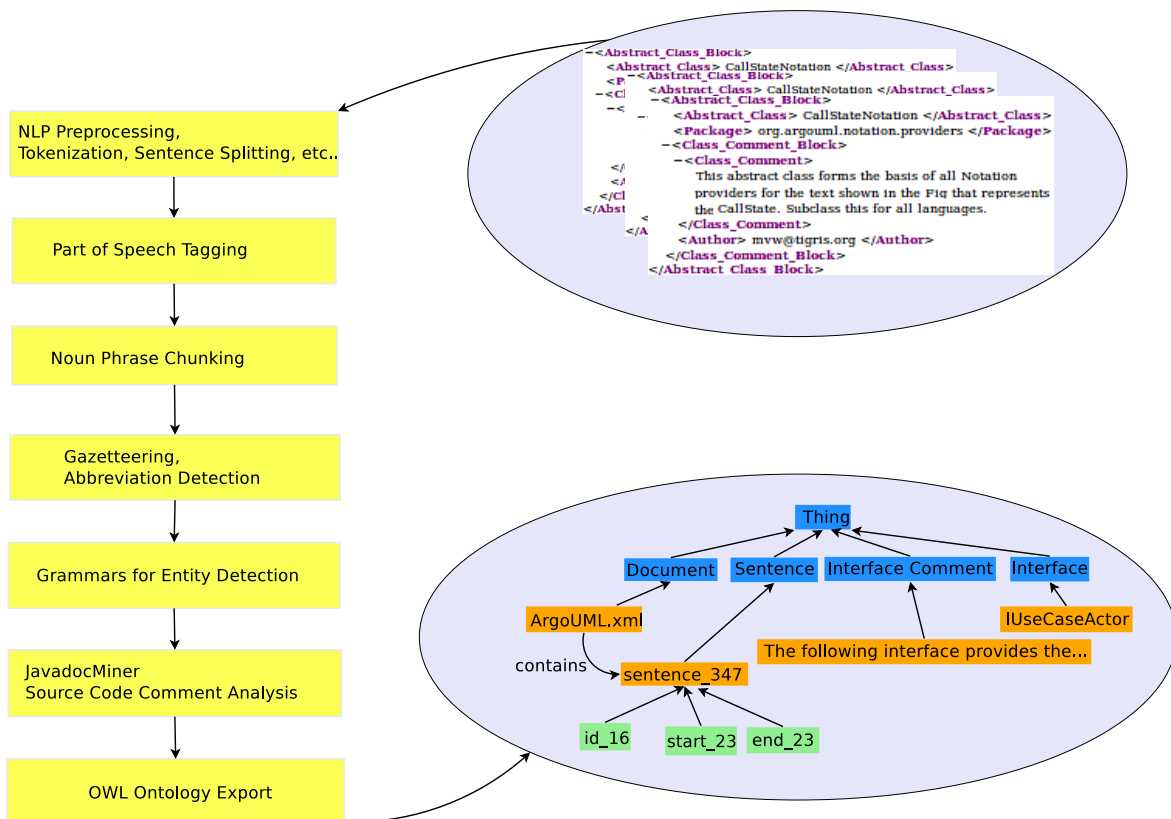 −<Abstract_Class_Block>
<Abstract_Class> CallStateNotation </Abstract_Class>
−<Abstract_Class_Block>
<Abstract_Class> CallStateNotation </Abstract_Class>
−<Abstract_Class_Block>
<Abstract_Class> CallStateNotation </Abstract_Class>
<Package> org.argouml.notation.providers </Package>
−<Class_Comment_Block>
−<Class_Comment>
This abstract class forms the basis of all Notation
providers for the text shown in the Fig that represents
the CallState. Subclass this for all languages.
</Class_Comment>
<Author> mvw@tigris.org </Author>
</Class_Comment_Block>
</Abstract_Class_Block>
NLP Preprocessing,
Tokenization, Sentence Splitting, etc..
Part of Speech Tagging
Noun Phrase Chunking
Gazetteering,
Abbreviation Detection
Grammars for Entity Detection
JavadocMiner
Source Code Comment Analysis
OWL Ontology Export
Thing
Document
Sentence
Interface Comment
Interface
ArgoUML.xml
IUseCaseActor
The following interface provides the...
contains
sentence_347
id_16
start_23
end_23